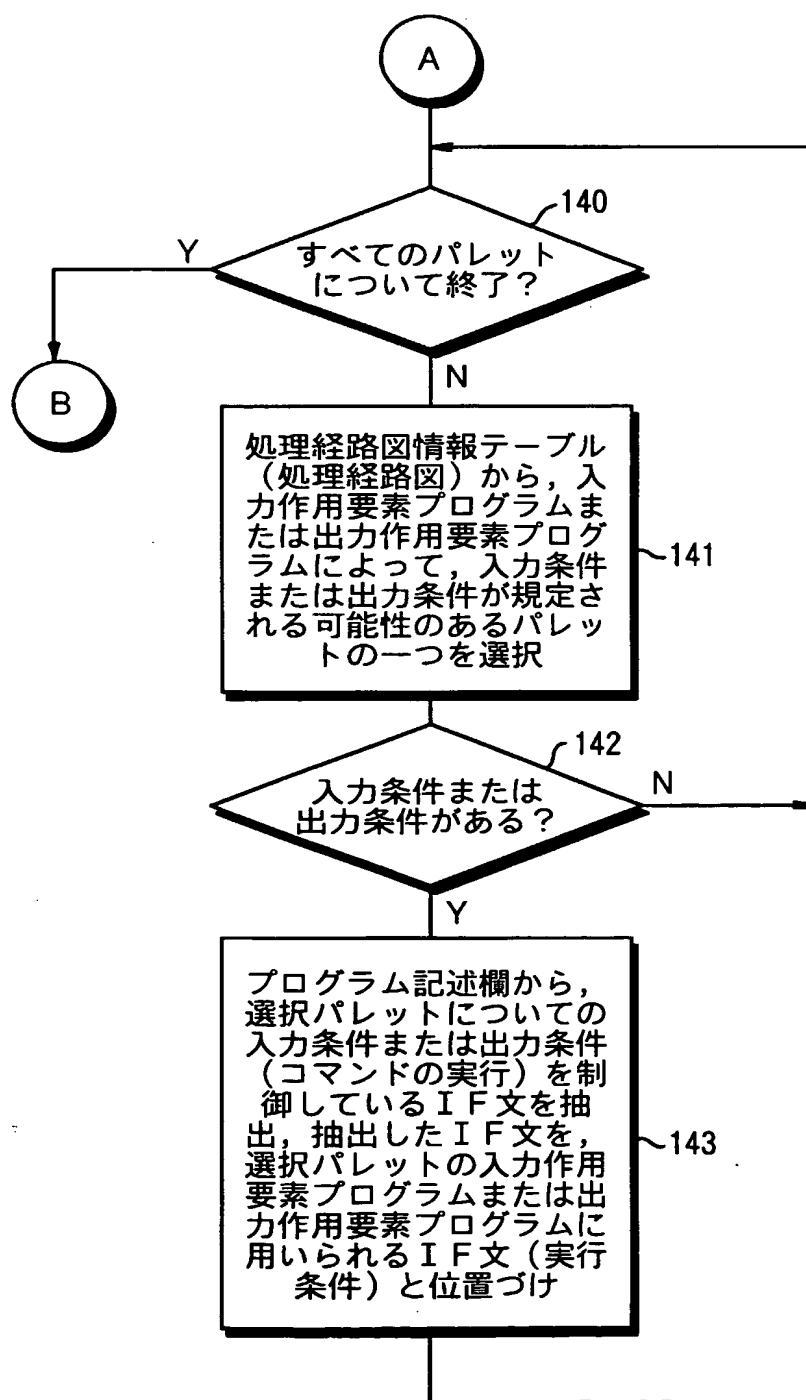 A
140
Y
すべてのパレット
について終了？
N
B
処理経路図情報テーブル
（処理経路図）から，入
力作用要素プログラムま
たは出力作用要素プログ
ラムによって，入力条件
または出力条件が規定さ
れる可能性のあるパレッ
トの一つを選択
141
142
入力条件または
出力条件がある？
N
Y
プログラム記述欄から，
選択パレットについての
入力条件または出力条件
（コマンドの実行）を制
御しているＩＦ文を抽
出，抽出したＩＦ文を，
選択パレットの入力作用
要素プログラムまたは出
力作用要素プログラムに
用いられるＩＦ文（実行
条件）と位置づけ
143